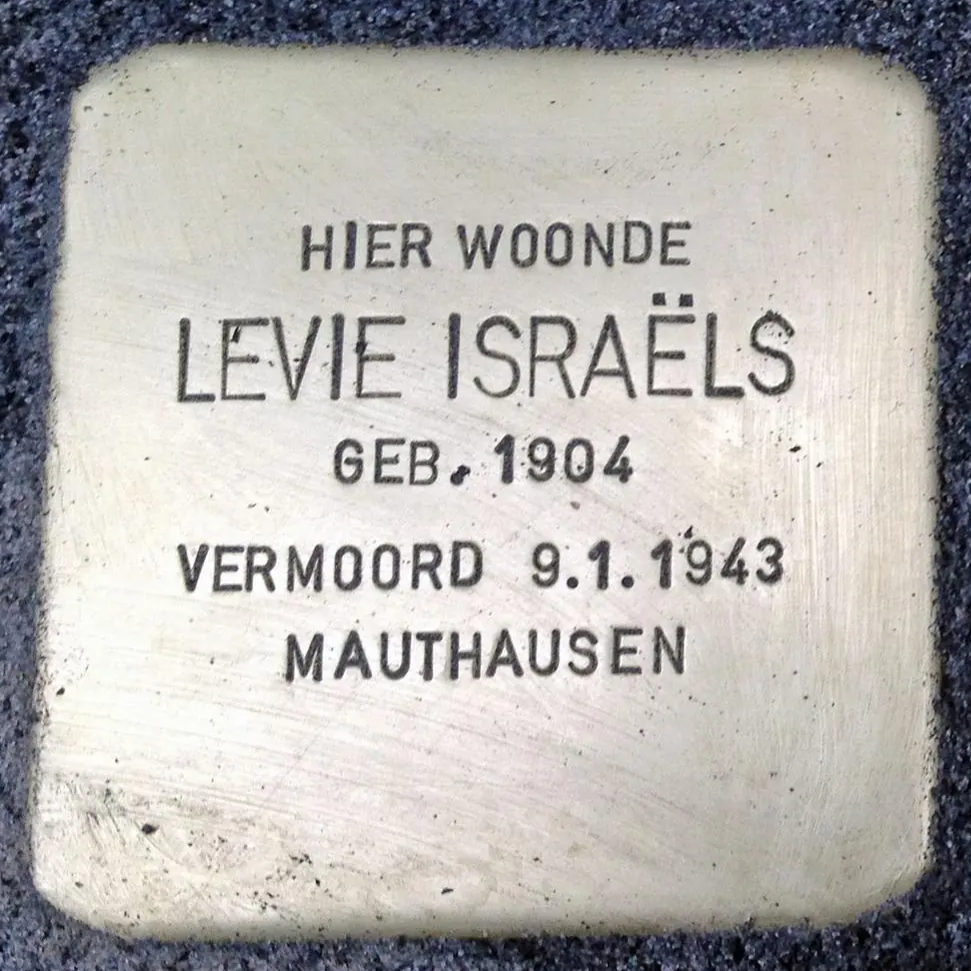 HIER WOONDE
LEVIE ISRAËLS
GEB. 1904
VERMOORD 9.1.1943
MAUTHAUSEN